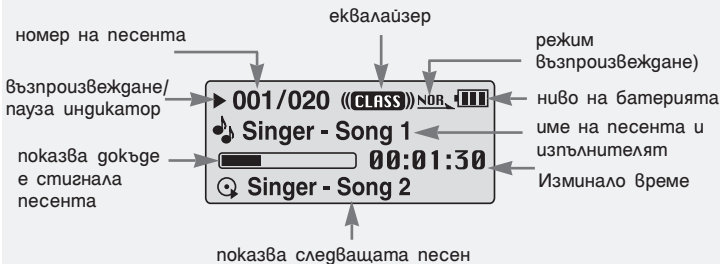 еквалайзер
номер на песента
режим
възпроизвеждане)
възпроизвеждане/
пауза индикатор
001/020 CLASS NOR
ниво на батерията
Singer - Song 1
име на песента и
изпълнителят
показва докъде
е стигнала
песента
00:01:30
Изминало време
Singer - Song 2
показва следващата песен